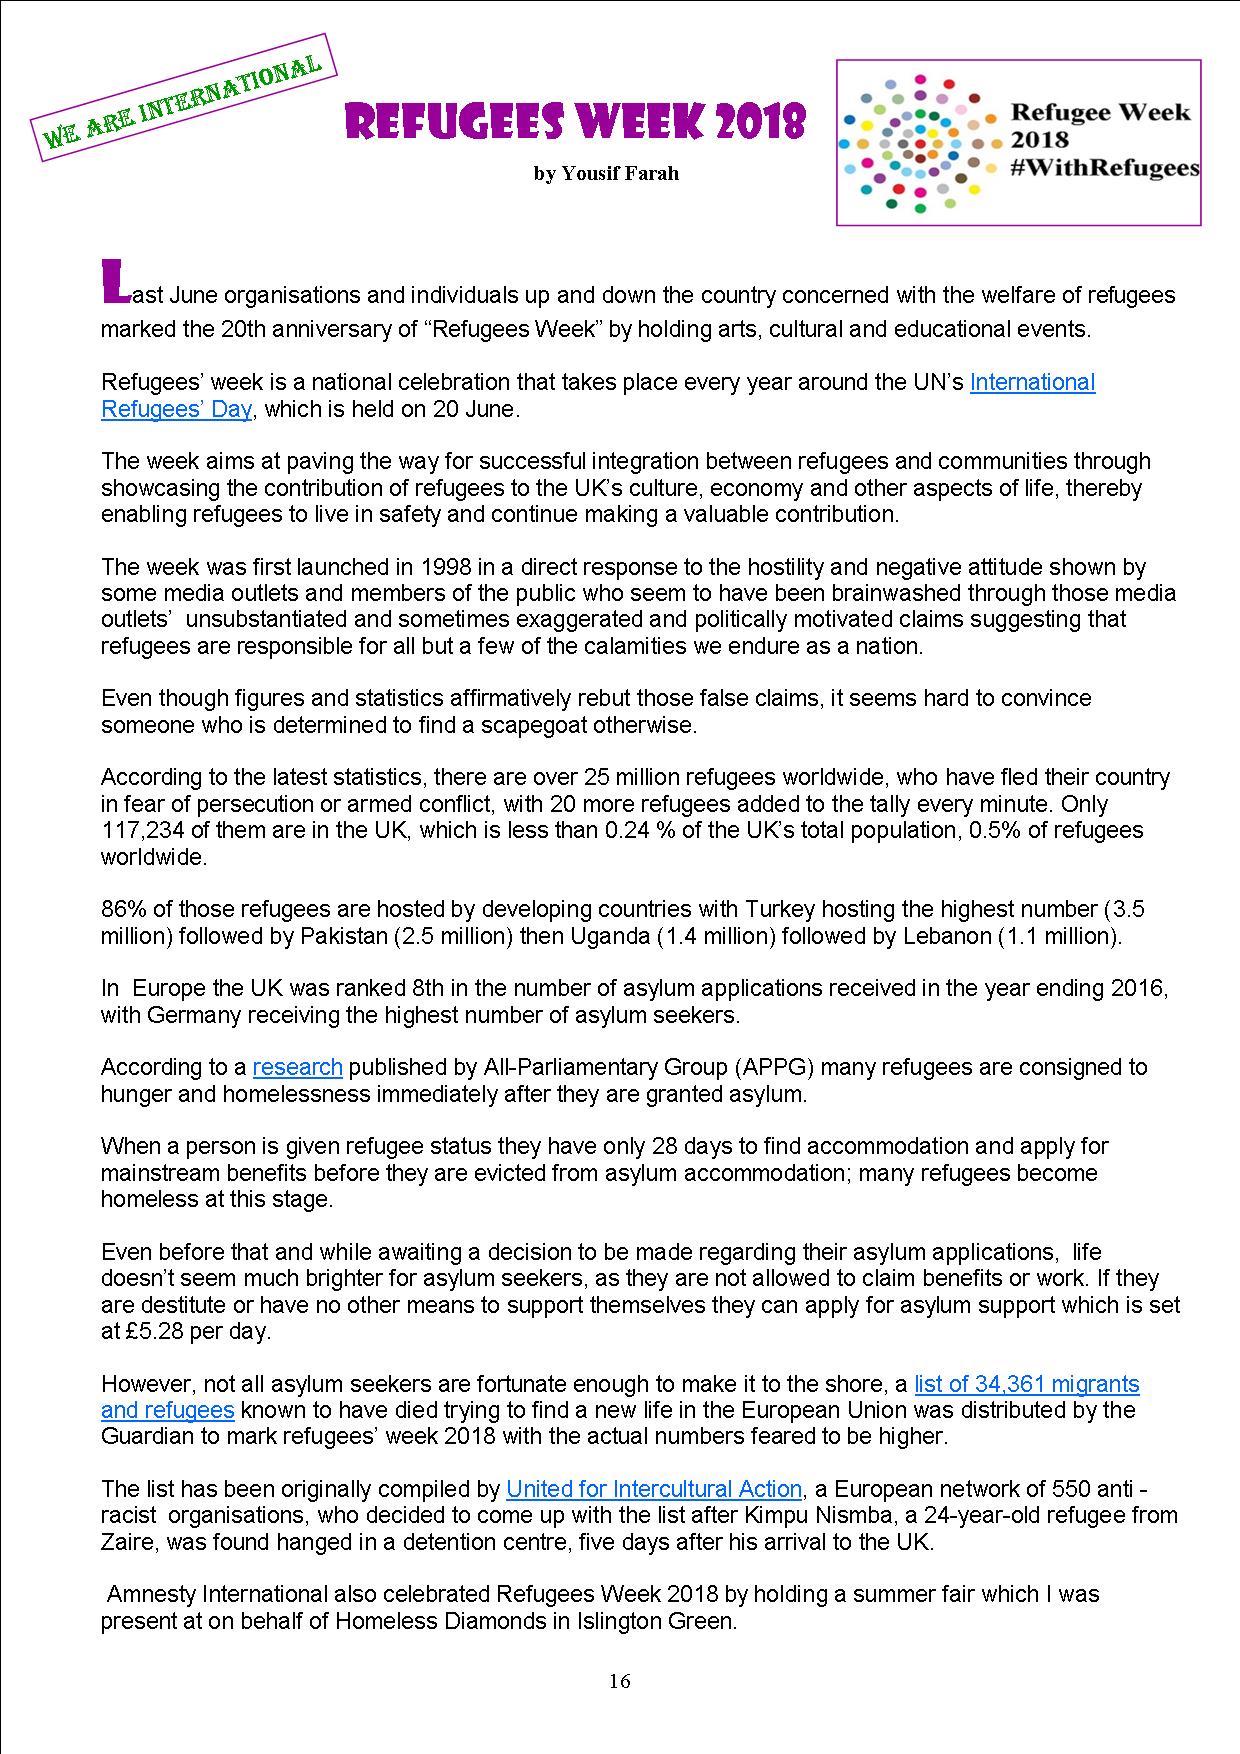 WE ARE INTERNATIONAL
REFUGEES WEEK 2018
by Yousif Farah
Refugee Week
2018
#WithRefugees
Last June organisations and individuals up and down the country concerned with the welfare of refugees
marked the 20th anniversary of “Refugees Week” by holding arts, cultural and educational events.
Refugees’ week is a national celebration that takes place every year around the UN’s International
Refugees’ Day, which is held on 20 June.
The week aims at paving the way for successful integration between refugees and communities through
showcasing the contribution of refugees to the UK’s culture, economy and other aspects of life, thereby
enabling refugees to live in safety and continue making a valuable contribution.
The week was first launched in 1998 in a direct response to the hostility and negative attitude shown by
some media outlets and members of the public who seem to have been brainwashed through those media
outlets’  unsubstantiated and sometimes exaggerated and politically motivated claims suggesting that
refugees are responsible for all but a few of the calamities we endure as a nation.
Even though figures and statistics affirmatively rebut those false claims, it seems hard to convince
someone who is determined to find a scapegoat otherwise.
According to the latest statistics, there are over 25 million refugees worldwide, who have fled their country
in fear of persecution or armed conflict, with 20 more refugees added to the tally every minute. Only
117,234 of them are in the UK, which is less than 0.24 % of the UK’s total population, 0.5% of refugees
worldwide.
86% of those refugees are hosted by developing countries with Turkey hosting the highest number (3.5
million) followed by Pakistan (2.5 million) then Uganda (1.4 million) followed by Lebanon (1.1 million).
In  Europe the UK was ranked 8th in the number of asylum applications received in the year ending 2016,
with Germany receiving the highest number of asylum seekers.
According to a research published by All-Parliamentary Group (APPG) many refugees are consigned to
hunger and homelessness immediately after they are granted asylum.
When a person is given refugee status they have only 28 days to find accommodation and apply for
mainstream benefits before they are evicted from asylum accommodation; many refugees become
homeless at this stage.
Even before that and while awaiting a decision to be made regarding their asylum applications,  life
doesn’t seem much brighter for asylum seekers, as they are not allowed to claim benefits or work. If they
are destitute or have no other means to support themselves they can apply for asylum support which is set
at £5.28 per day.
However, not all asylum seekers are fortunate enough to make it to the shore, a list of 34,361 migrants
and refugees known to have died trying to find a new life in the European Union was distributed by the
Guardian to mark refugees’ week 2018 with the actual numbers feared to be higher.
The list has been originally compiled by United for Intercultural Action, a European network of 550 anti -
racist  organisations, who decided to come up with the list after Kimpu Nismba, a 24-year-old refugee from
Zaire, was found hanged in a detention centre, five days after his arrival to the UK.
Amnesty International also celebrated Refugees Week 2018 by holding a summer fair which I was
present at on behalf of Homeless Diamonds in Islington Green.
16